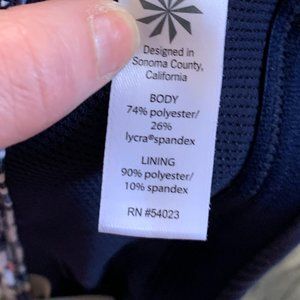 Designed in
Sonoma County,
California
BODY
74% polyester/
26%
lycra®spandex
LINING
90% polyester/
10% spandex
RN #54023